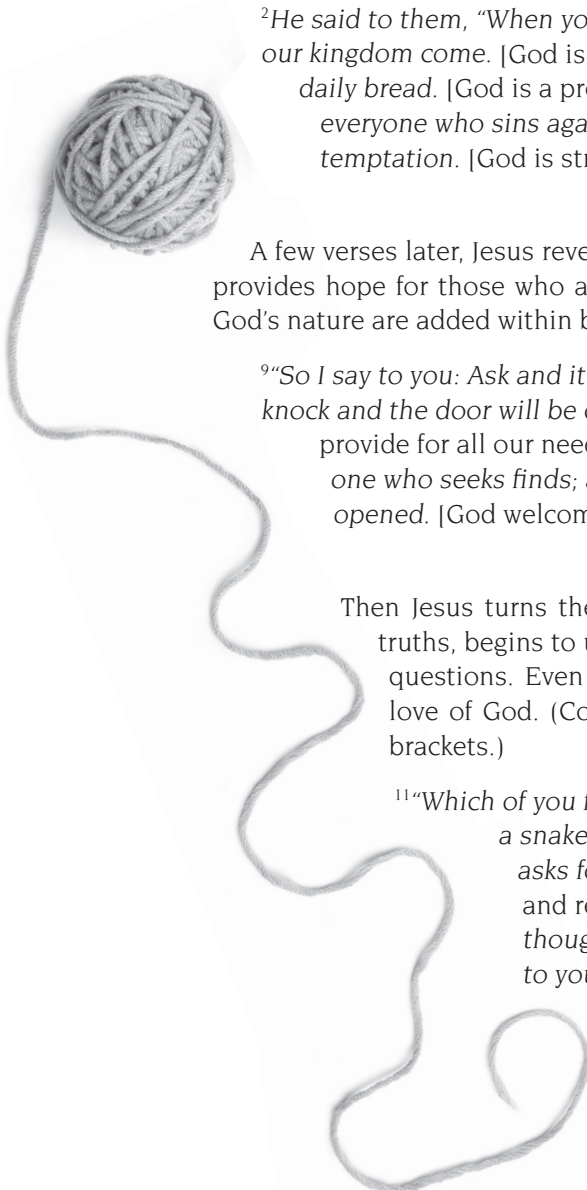 ²He said to them, “When yo
our kingdom come. [God is
daily bread. [God is a pro
everyone who sins aga
temptation. [God is str
A few verses later, Jesus reve
provides hope for those who a
God’s nature are added within b
⁹“So I say to you: Ask and it
knock and the door will be
provide for all our need
one who seeks finds;
opened. [God welcom
Then Jesus turns the
truths, begins to
questions. Even
love of God. (Co
brackets.)
¹¹“Which of you
a snake
asks fo
and re
thoug
to you